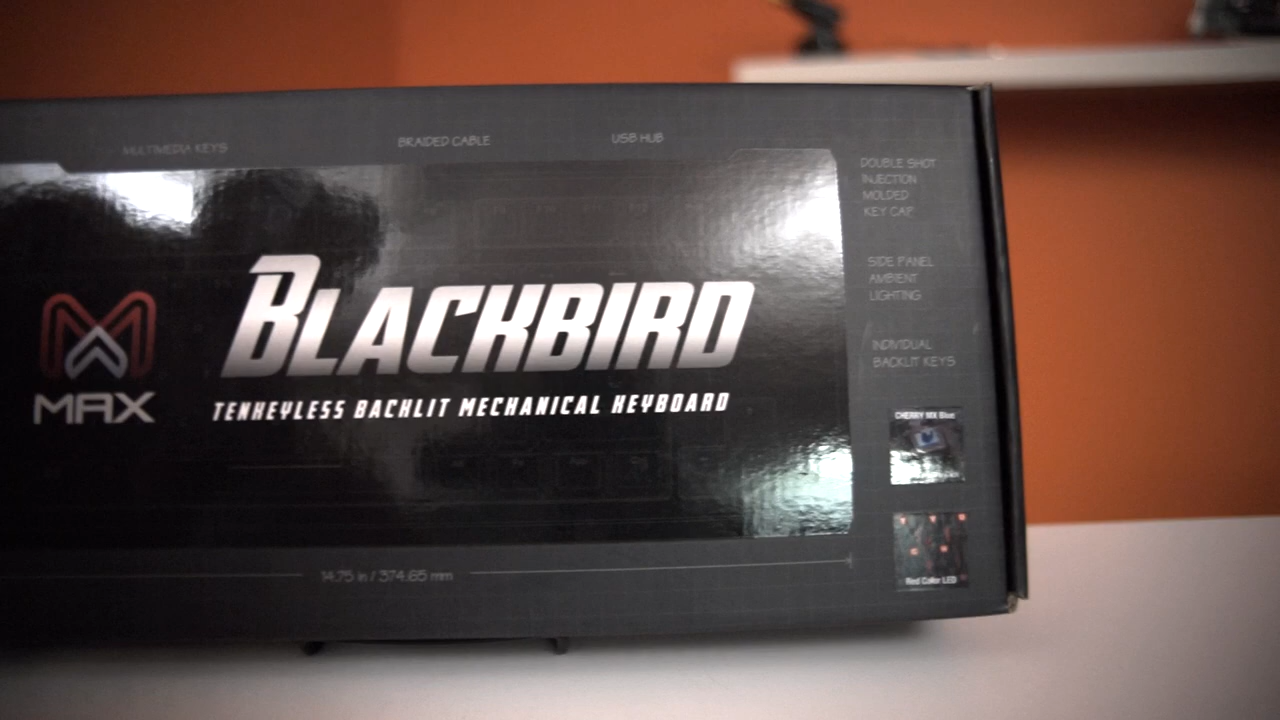 MULTIMEDIA KEYS
BRAIDED CABLE
USB HUB
DOUBLE SHOT
INJECTION
MOLDED
KEY CAP
SIDE PANEL
AMBIENT
LIGHTING
INDIVIDUAL
BACKLIT KEYS
MAX
BLACKBIRD
TENKEYLESS BACKLIT MECHANICAL KEYBOARD
CHERRY MX Blue
Red Color LED
14.75 in / 374.65 mm